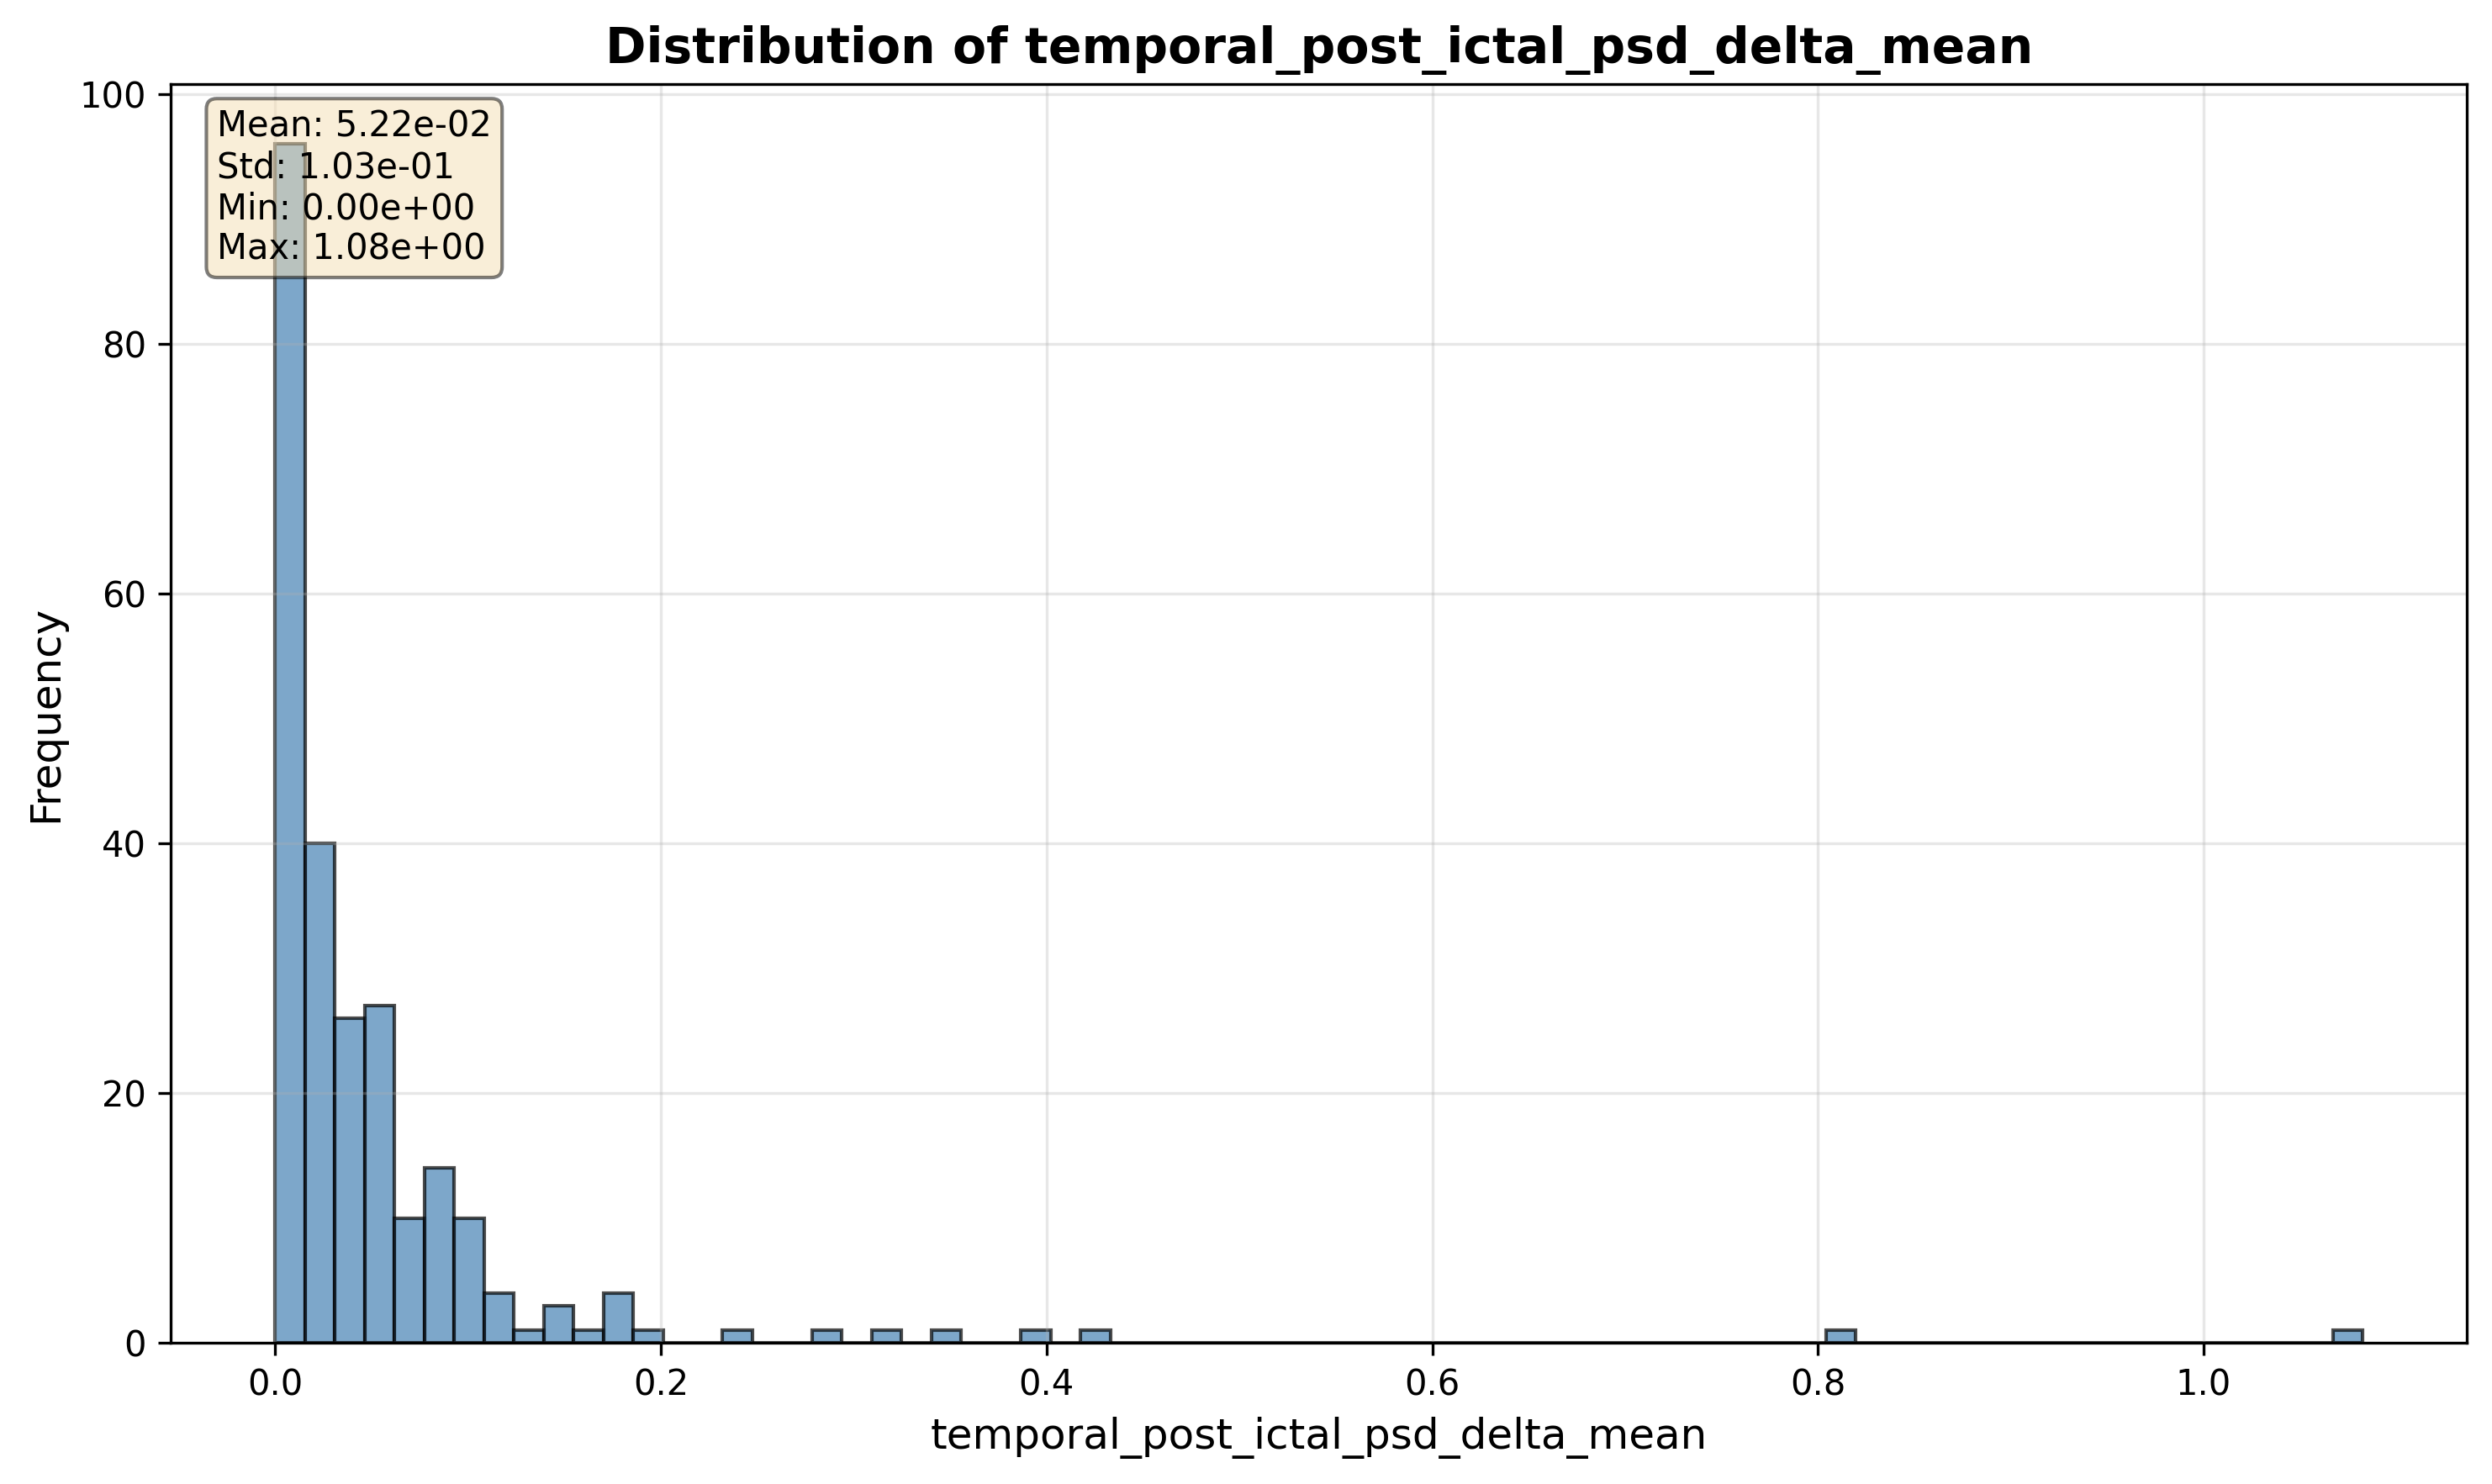 Distribution of temporal_post_ictal_psd_delta_mean
Mean: 5.22e-02
Std: 1.03e-01
Min: 0.00e+00
Max: 1.08e+00
Frequency
100
80
60
40
20
0
0.0 0.2 0.4 0.6 0.8 1.0
temporal_post_ictal_psd_delta_mean